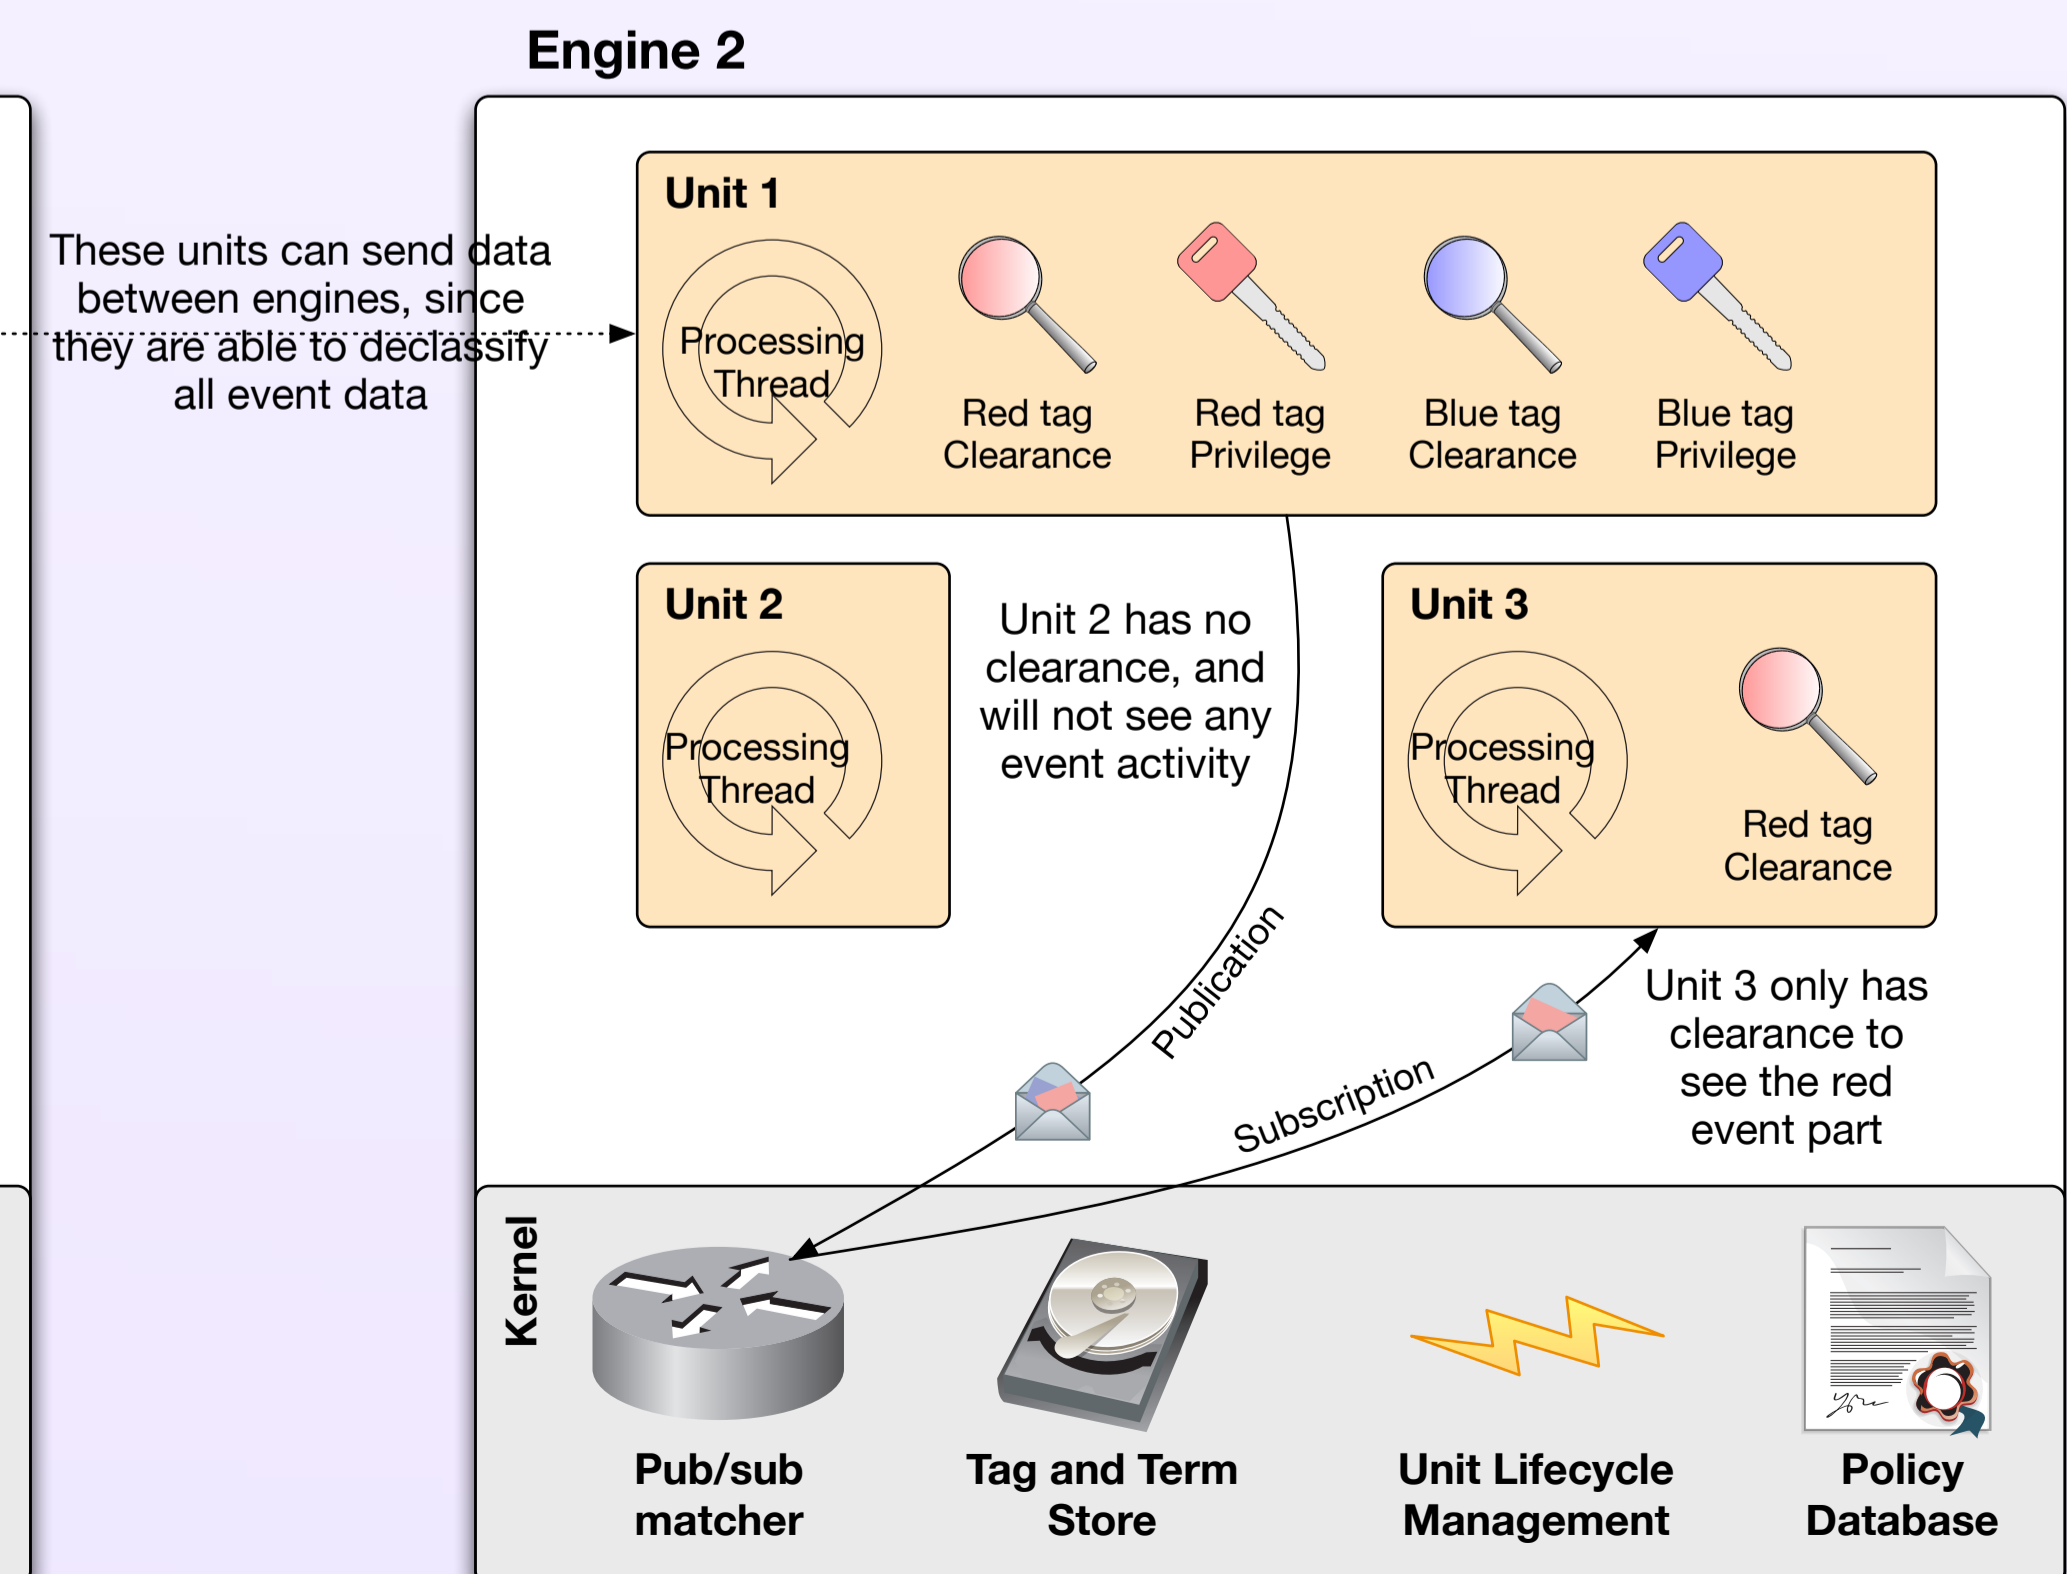 Engine 2
These units can send data
between engines, since
they are able to declassify
all event data
Unit 1
Processing
Thread
Red tag
Clearance
Red tag
Privilege
Blue tag
Clearance
Blue tag
Privilege
Unit 2
Processing
Thread
Unit 2 has no
clearance, and
will not see any
event activity
Unit 3
Processing
Thread
Red tag
Clearance
Publication
Subscription
Unit 3 only has
clearance to
see the red
event part
Kernel
Pub/sub
matcher
Tag and Term
Store
Unit Lifecycle
Management
Policy
Database